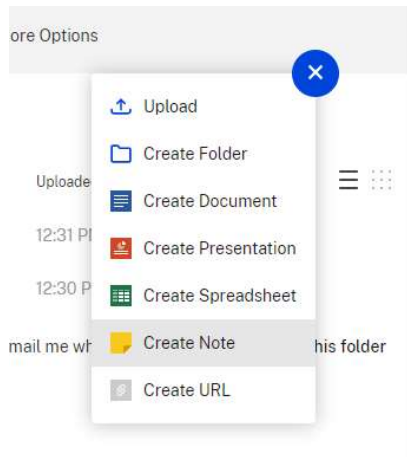 ore Options
Upload
Create Folder
Uploade
Create Document
12:31 P
Create Presentation
12:30 P
Create Spreadsheet
mail me wh
Create Note
his folder
Create URL